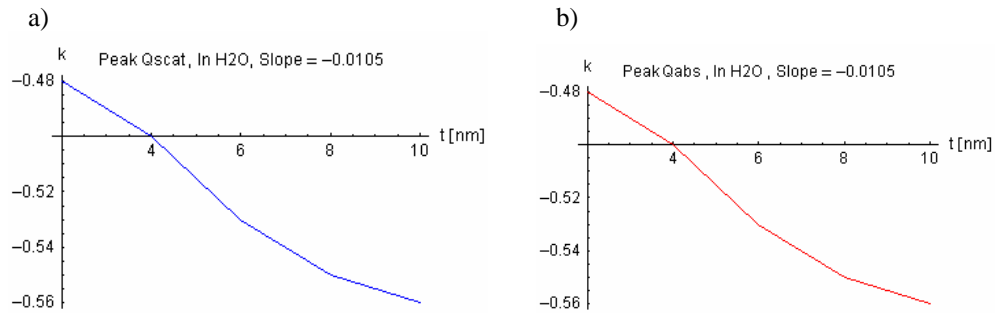 a)
k
Peak Qscat, In H2O, Slope = −0.0105
−0.48
t [nm]
4
6
8
10
−0.52
−0.54
−0.56
b)
k
Peak Qabs , In H2O , Slope = −0.0105
−0.48
t [nm]
4
6
8
10
−0.52
−0.54
−0.56